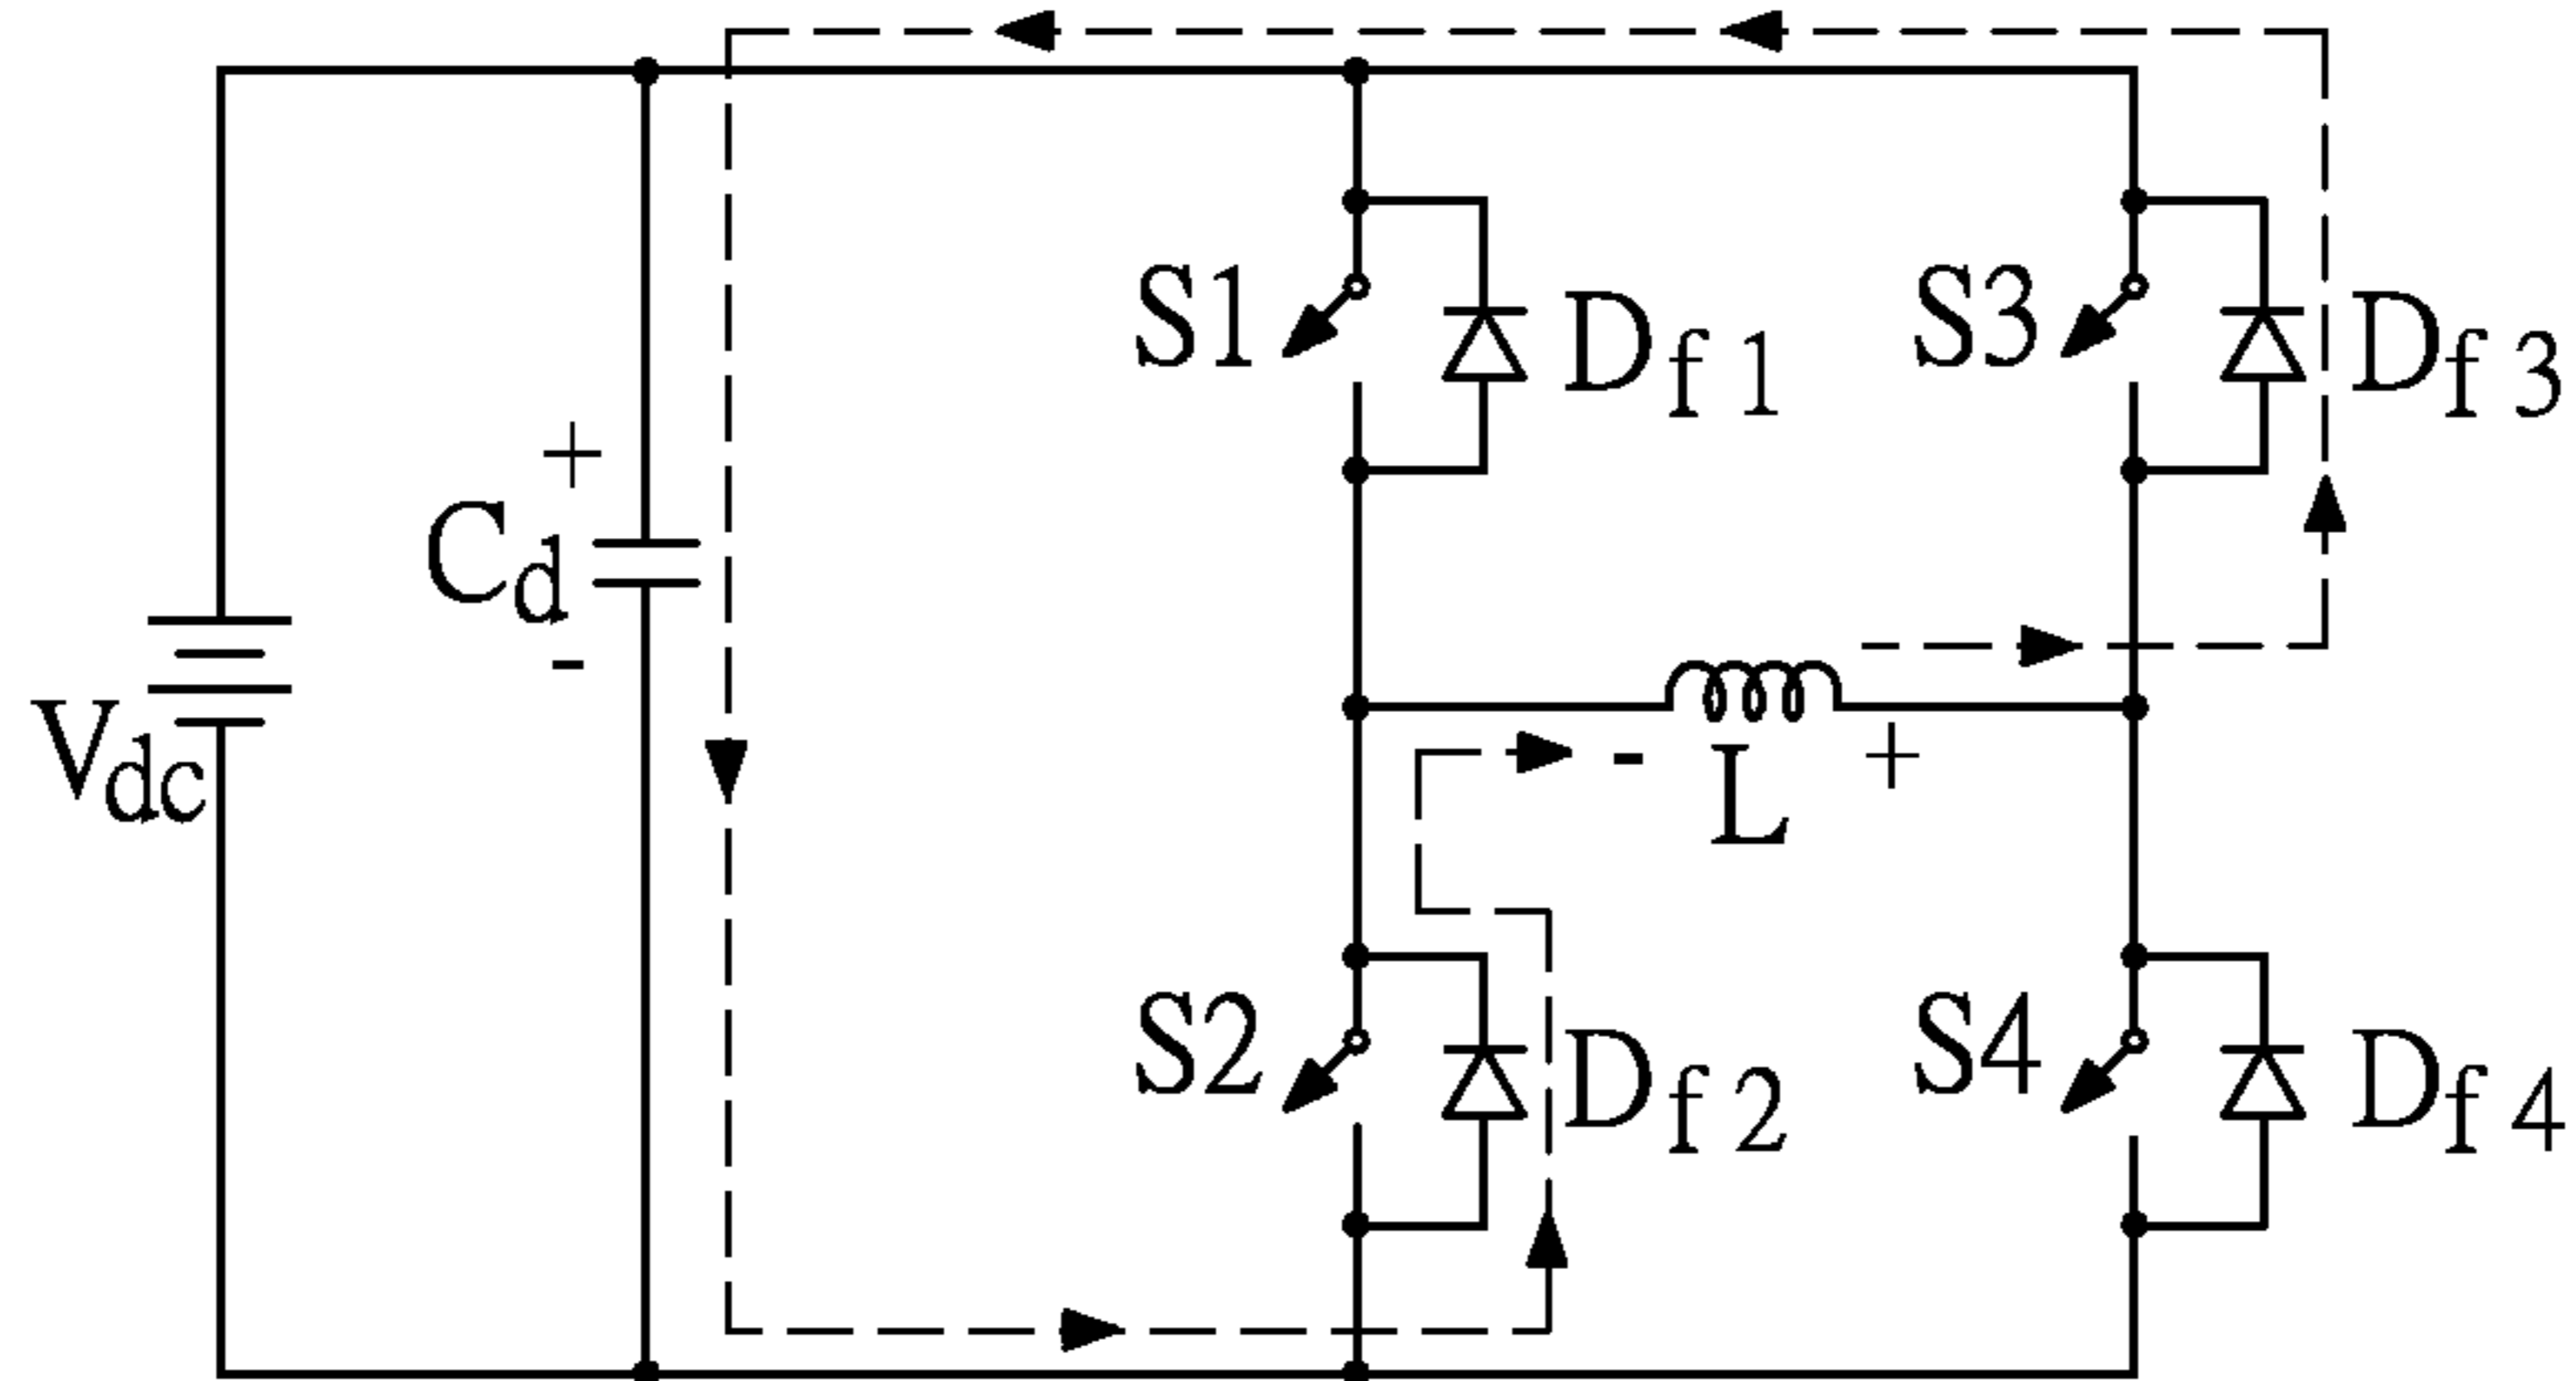 S1
Df1
S3
Df3
+
Cd
-
Vdc
-
L
+
S2
Df2
S4
Df4